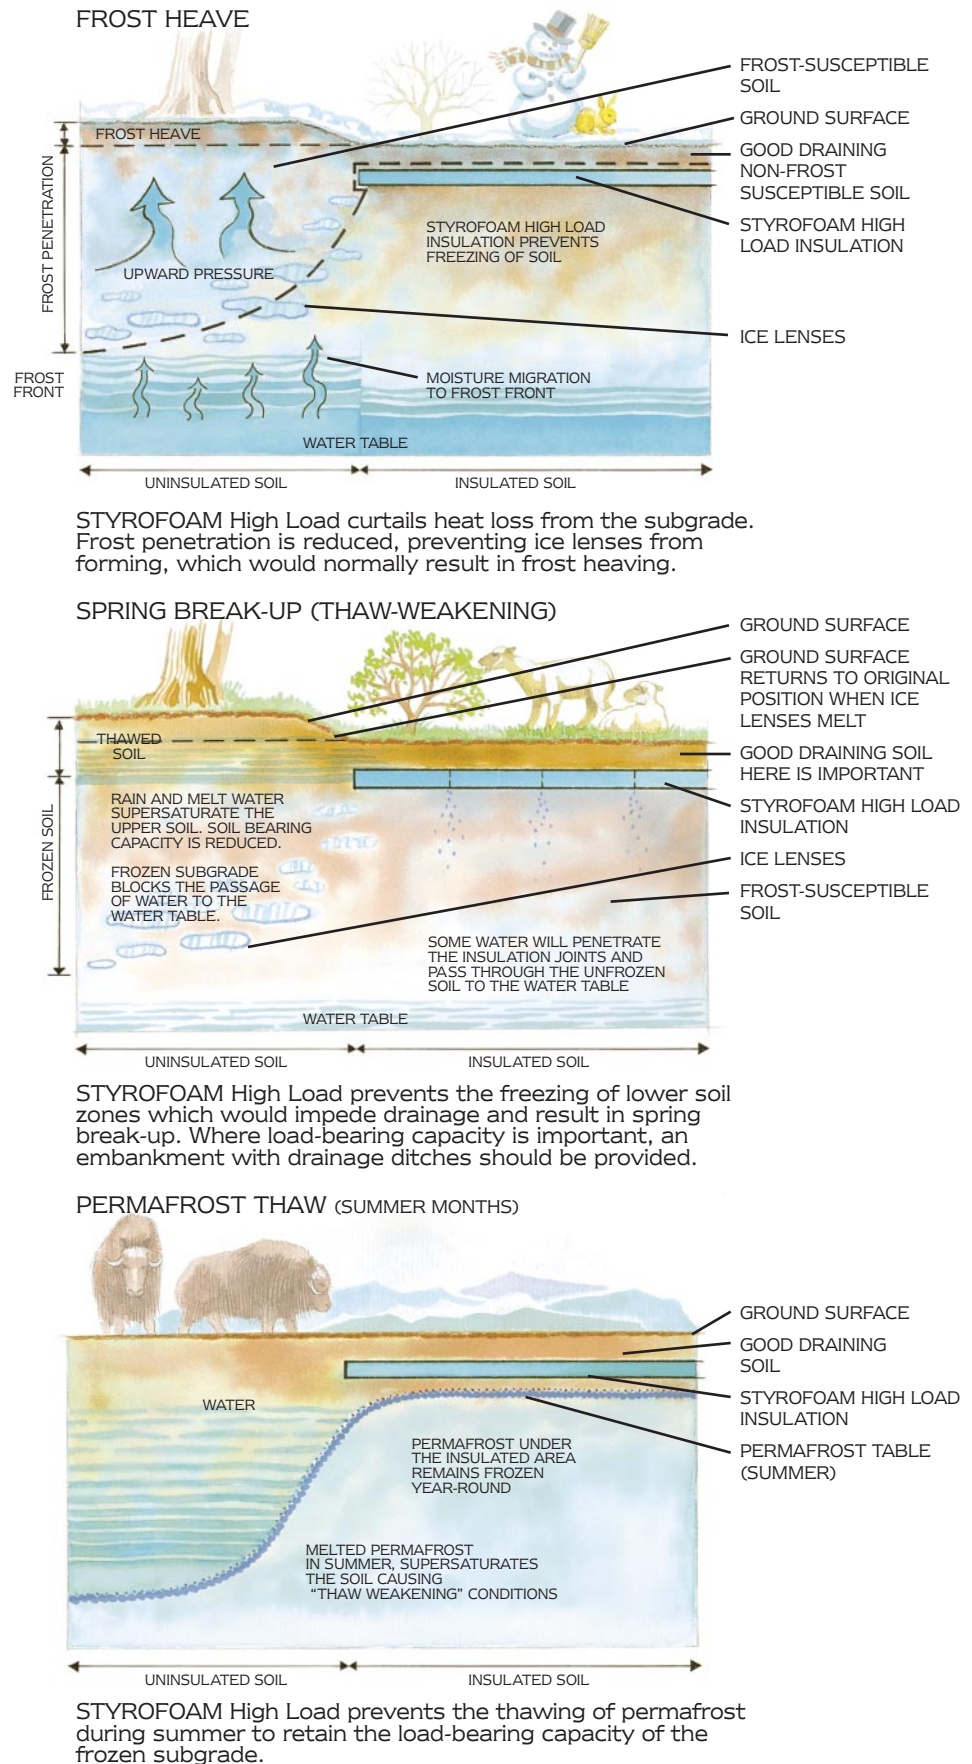 FROST HEAVE
FROST-SUSCEPTIBLE
SOIL
GROUND SURFACE
GOOD DRAINING
NON-FROST
SUSCEPTIBLE SOIL
STYROFOAM HIGH
LOAD INSULATION
ICE LENSES
FROST HEAVE
FROST PENETRATION
STYROFOAM HIGH LOAD
INSULATION PREVENTS
FREEZING OF SOIL
UPWARD PRESSURE
FROST
FRONT
MOISTURE MIGRATION
TO FROST FRONT
WATER TABLE
UNINSULATED SOIL
INSULATED SOIL
STYROFOAM High Load curtails heat loss from the subgrade.
Frost penetration is reduced, preventing ice lenses from
forming, which would normally result in frost heaving.
SPRING BREAK-UP (THAW-WEAKENING)
GROUND SURFACE
GROUND SURFACE
RETURNS TO ORIGINAL
POSITION WHEN ICE
LENSES MELT
GOOD DRAINING SOIL
HERE IS IMPORTANT
STYROFOAM HIGH LOAD
INSULATION
ICE LENSES
FROST-SUSCEPTIBLE
SOIL
THAWED
SOIL
FROZEN SOIL
RAIN AND MELT WATER
SUPERSATURATE THE
UPPER SOIL. SOIL BEARING
CAPACITY IS REDUCED.
FROZEN SUBGRADE
BLOCKS THE PASSAGE
OF WATER TO THE
WATER TABLE.
SOME WATER WILL PENETRATE
THE INSULATION JOINTS AND
PASS THROUGH THE UNFROZEN
SOIL TO THE WATER TABLE
WATER TABLE
UNINSULATED SOIL
INSULATED SOIL
STYROFOAM High Load prevents the freezing of lower soil
zones which would impede drainage and result in spring
break-up. Where load-bearing capacity is important, an
embankment with drainage ditches should be provided.
PERMAFROST THAW (SUMMER MONTHS)
GROUND SURFACE
GOOD DRAINING
SOIL
STYROFOAM HIGH LOAD
INSULATION
PERMAFROST TABLE
(SUMMER)
WATER
PERMAFROST UNDER
THE INSULATED AREA
REMAINS FROZEN
YEAR-ROUND
MELTED PERMAFROST
IN SUMMER, SUPERSATURATES
THE SOIL CAUSING
“THAW WEAKENING” CONDITIONS
UNINSULATED SOIL
INSULATED SOIL
STYROFOAM High Load prevents the thawing of permafrost
during summer to retain the load-bearing capacity of the
frozen subgrade.